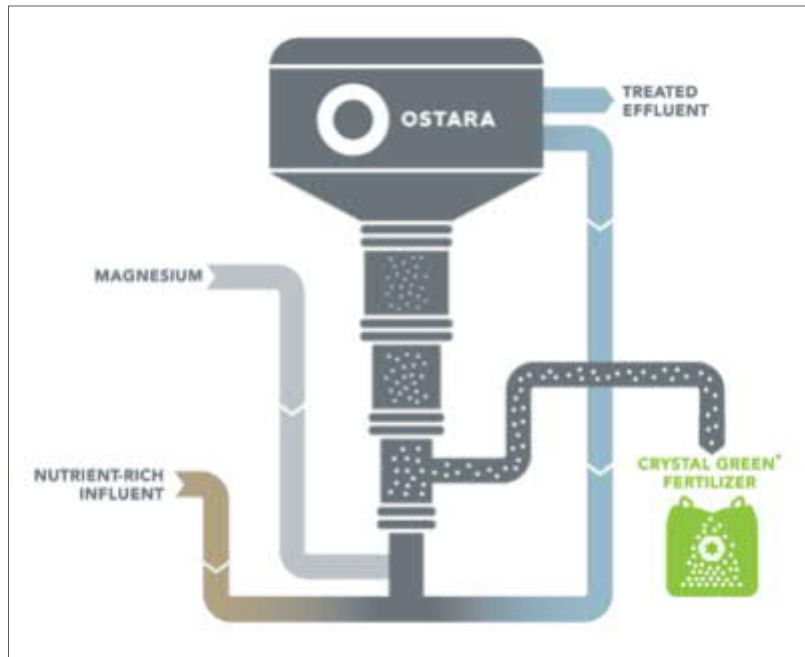 OSTARA
TREATED
EFFLUENT
MAGNESIUM
NUTRIENT-RICH
INFLUENT
CRYSTAL GREEN®
FERTILIZER